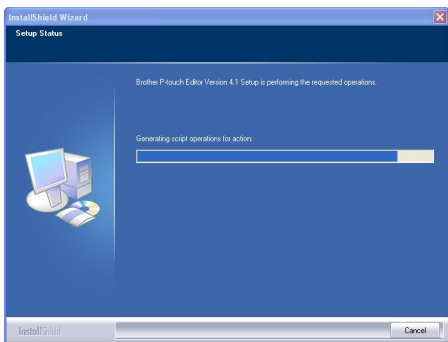 InstallShield Wizard
Setup Status
Brother P-touch Editor Version 4.1 Setup is performing the requested operations.
Generating script operations for action:
InstallShield
Cancel